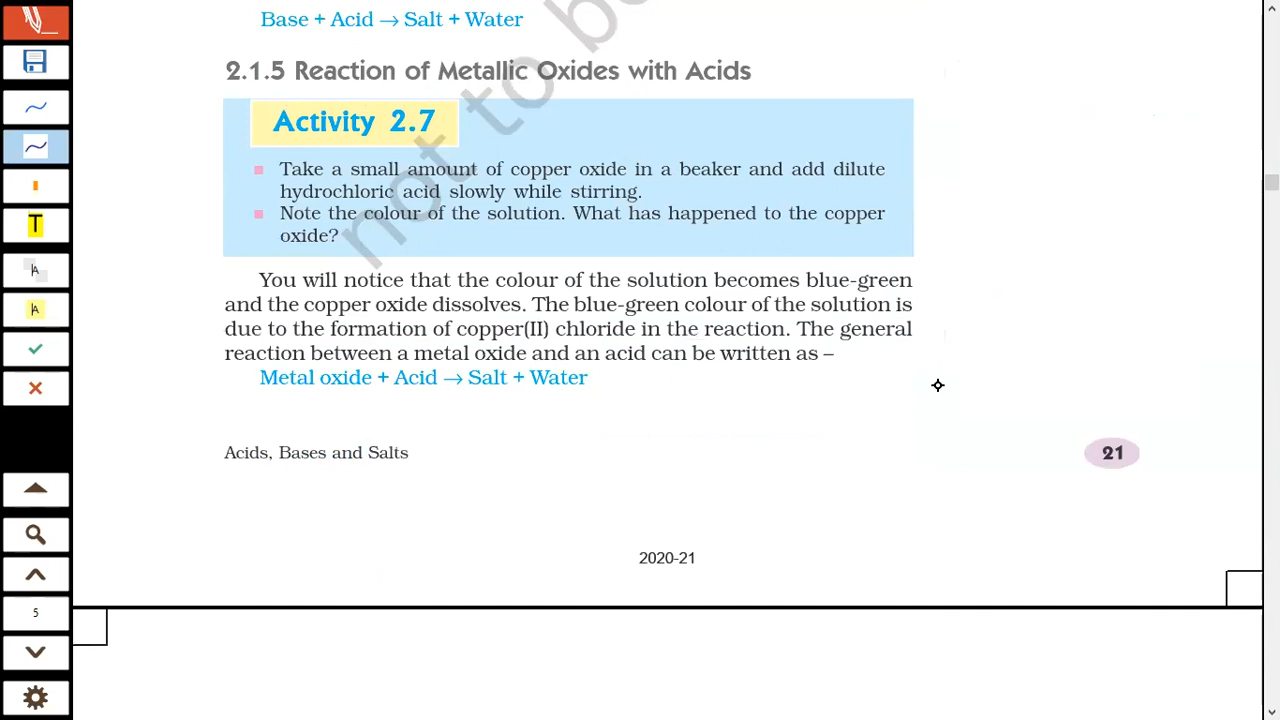 Base + Acid → Salt + Water
2.1.5 Reaction of Metallic Oxides with Acids
Activity 2.7
Take a small amount of copper oxide in a beaker and add dilute
hydrochloric acid slowly while stirring.
Note the colour of the solution. What has happened to the copper
oxide?
You will notice that the colour of the solution becomes blue-green
and the copper oxide dissolves. The blue-green colour of the solution is
due to the formation of copper(II) chloride in the reaction. The general
reaction between a metal oxide and an acid can be written as –
Metal oxide + Acid → Salt + Water
Acids, Bases and Salts
21
2020-21
not to be
T
A
A
5